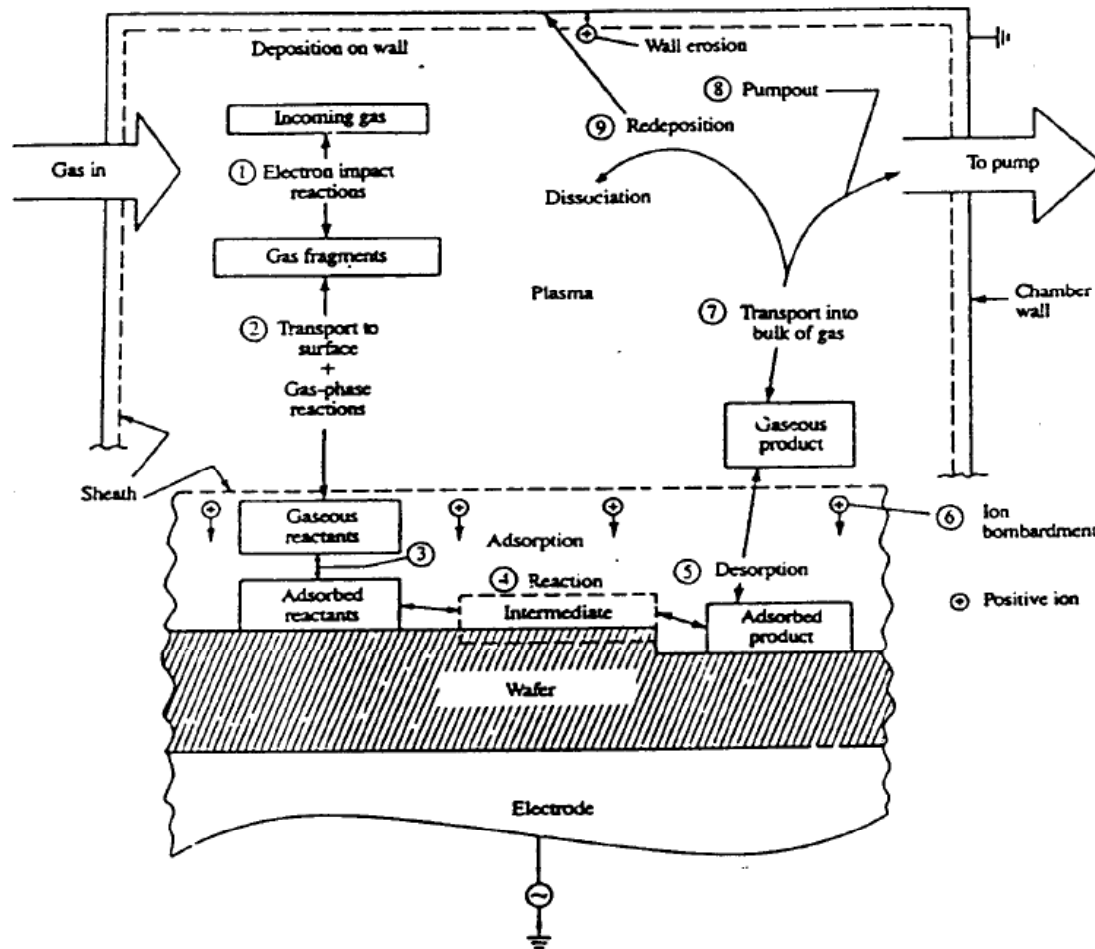 Deposition on wall
Wall erosion
⑧ Pumpout
Incoming gas
⑨ Redeposition
Gas in
① Electron impact
reactions
To pump
Dissociation
Gas fragments
Plasma
Chamber
wall
② Transport to
surface
+
Gas-phase
reactions
⑦ Transport into
bulk of gas
Gaseous
product
Sheath
Gaseous
reactants
③
Adsorption
⑥ Ion
bombardment
④ Reaction
⑤ Desorption
Adsorbed
reactants
Intermediate
Adsorbed
product
Positive ion
Wafer
Electrode